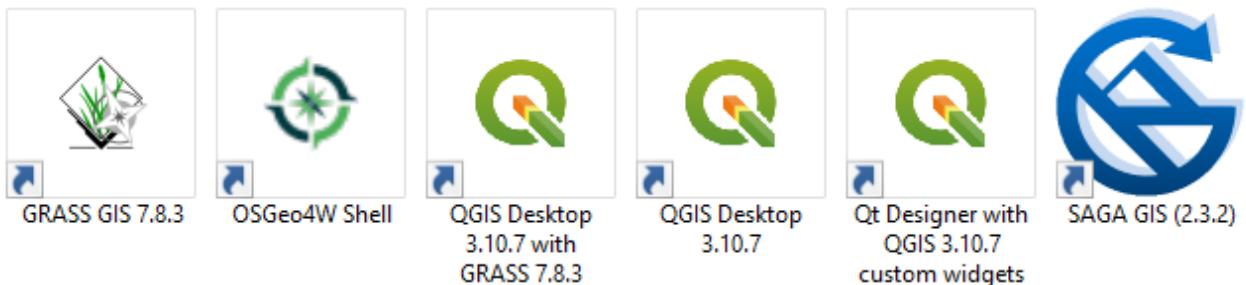 GRASS GIS 7.8.3
OSGeo4W Shell
QGIS Desktop
3.10.7 with
GRASS 7.8.3
QGIS Desktop
3.10.7
Qt Designer with
QGIS 3.10.7
custom widgets
SAGA GIS (2.3.2)